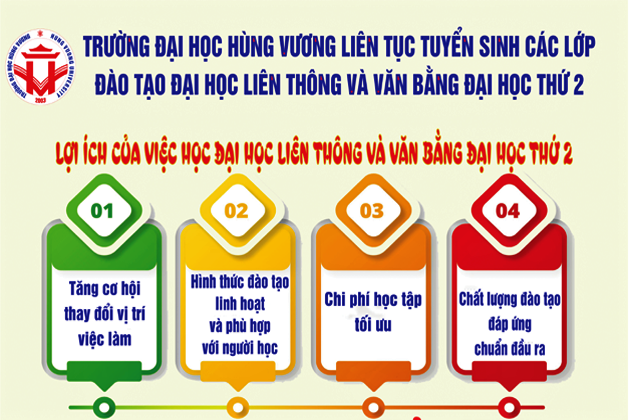 TRƯỜNG ĐẠI HỌC HÙNG VƯƠNG
HUNG VUONG UNIVERSITY
2003
TRƯỜNG ĐẠI HỌC HÙNG VƯƠNG LIÊN TỤC TUYỂN SINH CÁC LỚP
ĐÀO TẠO ĐẠI HỌC LIÊN THÔNG VÀ VĂN BẰNG ĐẠI HỌC THỨ 2
LỢI ÍCH CỦA VIỆC HỌC ĐẠI HỌC LIÊN THÔNG VÀ VĂN BẰNG ĐẠI HỌC THỨ 2
01
Tăng cơ hội
thay đổi vị trí
việc làm
02
Hình thức đào tạo
linh hoạt
và phù hợp
với người học
03
Chi phí học tập
tối ưu
04
Chất lượng đào tạo
đáp ứng
chuẩn đầu ra